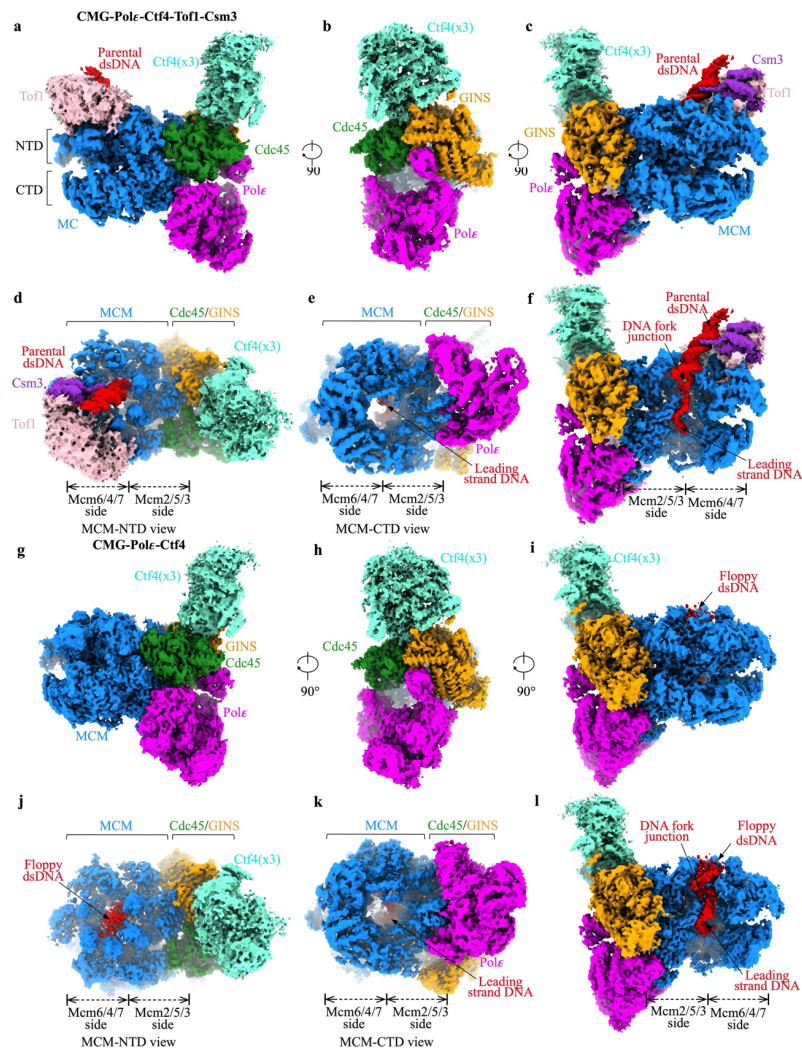 CMG-Polε-Ctf4-Tof1-Csm3
a
Parental
dsDNA
Ctf4(x3)
Tof1
NTD
CTD
Cdc45
Polε
MC
b
Ctf4(x3)
GINS
Cdc45
90
Polε
c
Ctf4(x3)
Parental
dsDNA
Csm3
Tof1
GINS
90
Polε
MCM
d
MCM
Cdc45/GINS
Parental
dsDNA
Csm3
Ctf4(x3)
Tof1
Mcm6/4/7
side
Mcm2/5/3
side
MCM-NTD view
e
MCM
Cdc45/GINS
Polε
Leading
strand DNA
Mcm6/4/7
side
Mcm2/5/3
side
MCM-CTD view
f
Parental
dsDNA
DNA fork
junction
Leading
strand DNA
Mcm2/5/3
side
Mcm6/4/7
side
CMG-Polε-Ctf4
g
Ctf4(x3)
GINS
Cdc45
Polε
MCM
h
Ctf4(x3)
Cdc45
90°
Polε
i
Ctf4(x3)
Floppy
dsDNA
90°
j
MCM
Cdc45/GINS
Floppy
dsDNA
Ctf4(x3)
Mcm6/4/7
side
Mcm2/5/3
side
MCM-NTD view
k
MCM
Cdc45/GINS
Polε
Leading
strand DNA
Mcm6/4/7
side
Mcm2/5/3
side
MCM-CTD view
l
DNA fork
junction
Floppy
dsDNA
Leading
strand DNA
Mcm2/5/3
side
Mcm6/4/7
side